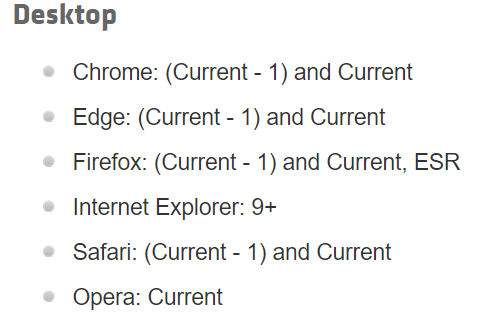 Desktop
Chrome: (Current - 1) and Current
Edge: (Current - 1) and Current
Firefox: (Current - 1) and Current, ESR
Internet Explorer: 9+
Safari: (Current - 1) and Current
Opera: Current